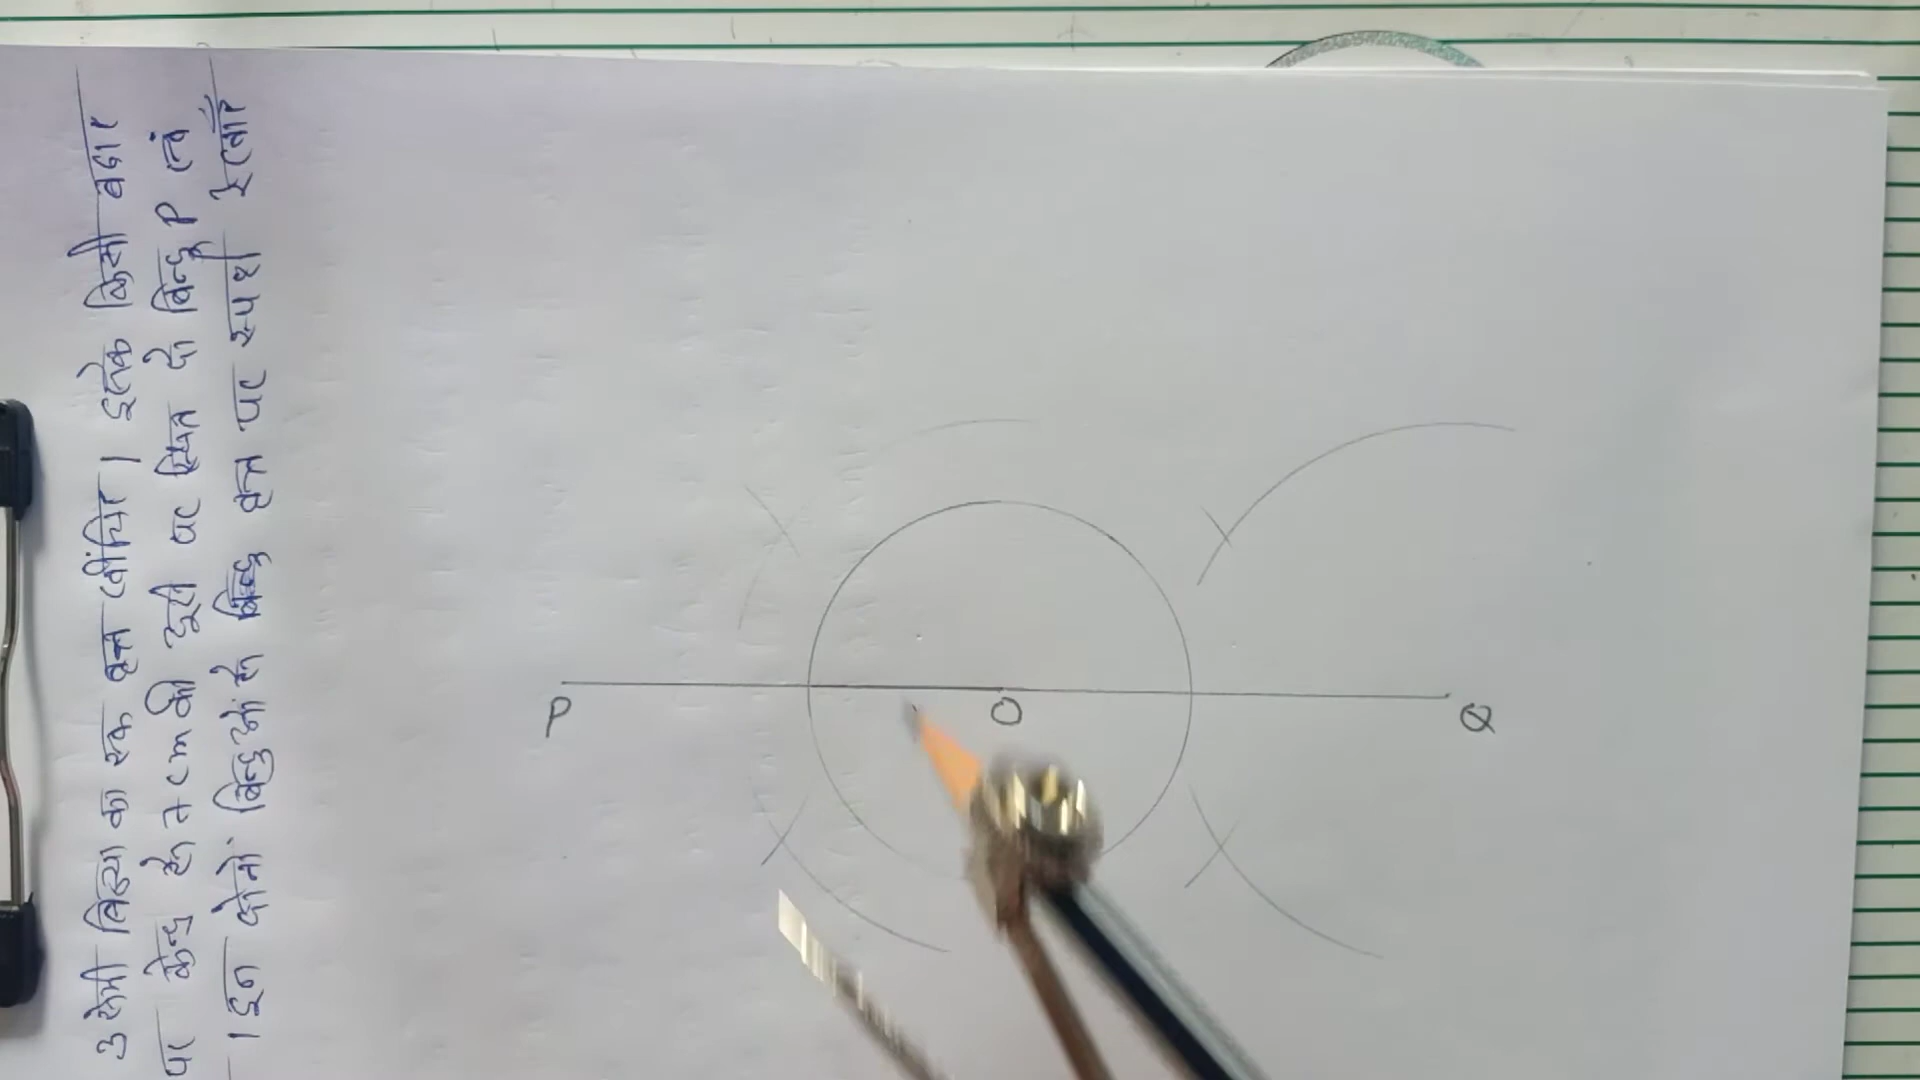 3 सेमी त्रिज्या का एक वृत्त खींचिए। इसके किसी बढ़ाए
पर केन्द्र से 7 cm की दूरी पर स्थित दो बिन्दु P एवं
। इन दोनों बिन्दुओं से वृत्त पर स्पर्श रेखाएँ
P
O
Q